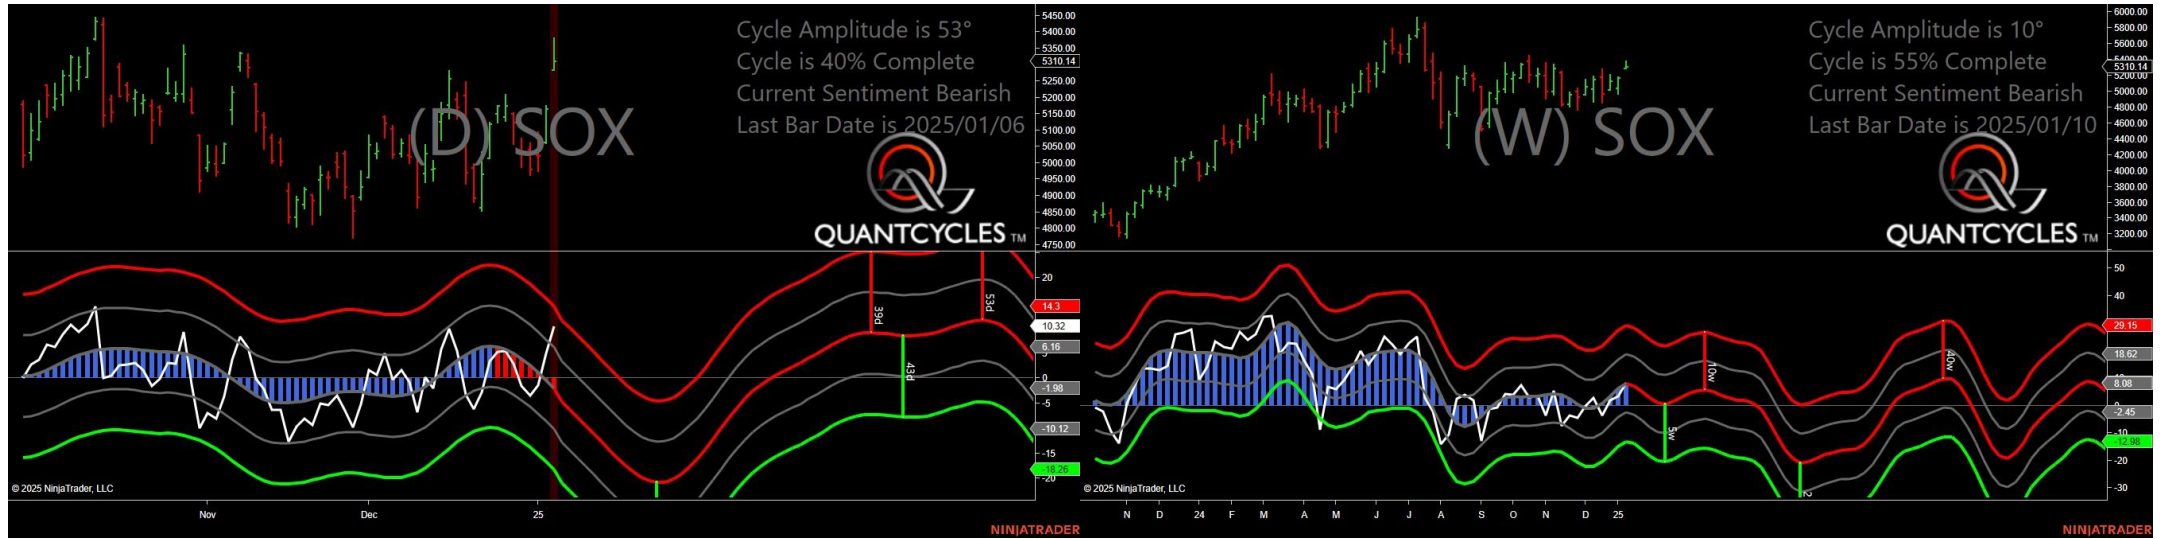 Cycle Amplitude is 53°
Cycle is 40% Complete
Current Sentiment Bearish
Last Bar Date is 2025/01/06
(D) SOX
QUANTCYCLES TM
5450.00
5400.00
5350.00
5310.14
5250.00
5200.00
5150.00
5100.00
5050.00
5000.00
4950.00
4900.00
4850.00
4800.00
4750.00
20
14.3
10.32
6.16
0
-1.98
-5
-10.12
-15
-18.26
-20
39d
43d
53d
© 2025 NinjaTrader, LLC
Nov
Dec
25
NINJATRADER
Cycle Amplitude is 10°
Cycle is 55% Complete
Current Sentiment Bearish
Last Bar Date is 2025/01/10
(W) SOX
QUANTCYCLES TM
6000.00
5800.00
5600.00
5310.14
5200.00
5000.00
4800.00
4600.00
4400.00
4200.00
4000.00
3800.00
3600.00
3400.00
3200.00
50
40
29.15
18.62
8.08
0
-2.45
-10
-12.98
-20
-30
5w
10w
40w
© 2025 NinjaTrader, LLC
N
D
24
F
M
A
M
J
J
A
S
O
N
D
25
NINJATRADER